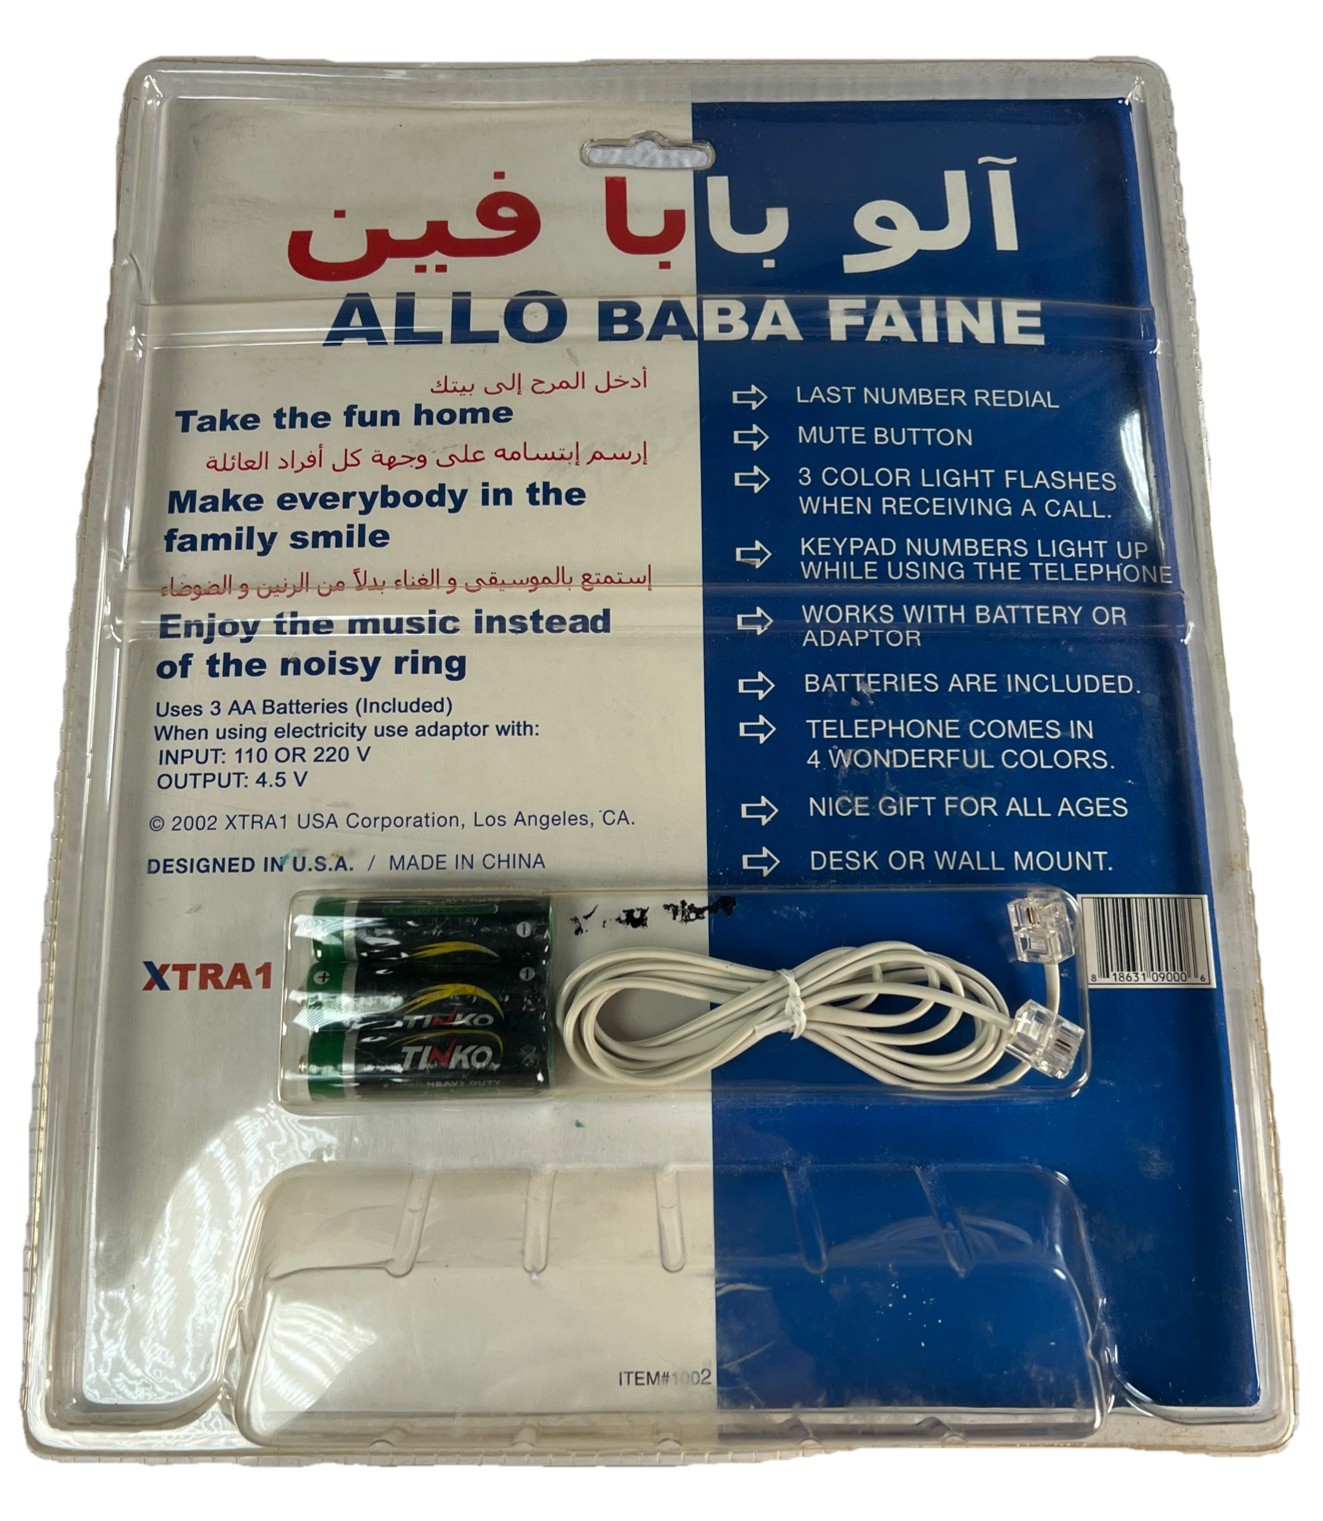 آلو بابا فين
ALLO BABA FAINE
أدخل المرح إلى بيتك
Take the fun home
إرسم إبتسامه على وجهة كل أفراد العائلة
Make everybody in the
family smile
إستمتع بالموسيقى و الغناء بدلاً من الرنين و الضوضاء
Enjoy the music instead
of the noisy ring
Uses 3 AA Batteries (Included)
When using electricity use adaptor with:
INPUT: 110 OR 220 V
OUTPUT: 4.5 V
© 2002 XTRA1 USA Corporation, Los Angeles, CA.
DESIGNED IN U.S.A. / MADE IN CHINA
LAST NUMBER REDIAL
MUTE BUTTON
3 COLOR LIGHT FLASHES
WHEN RECEIVING A CALL.
KEYPAD NUMBERS LIGHT UP
WHILE USING THE TELEPHONE
WORKS WITH BATTERY OR
ADAPTOR
BATTERIES ARE INCLUDED.
TELEPHONE COMES IN
4 WONDERFUL COLORS.
NICE GIFT FOR ALL AGES
DESK OR WALL MOUNT.
XTRA1
TINKO
TINKO
HEAVY DUTY
8 18631 09000 6
ITEM#1002